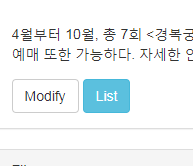 4월부터 10월, 총 7회 <경복궁
예매 또한 가능하다. 자세한
Modify List